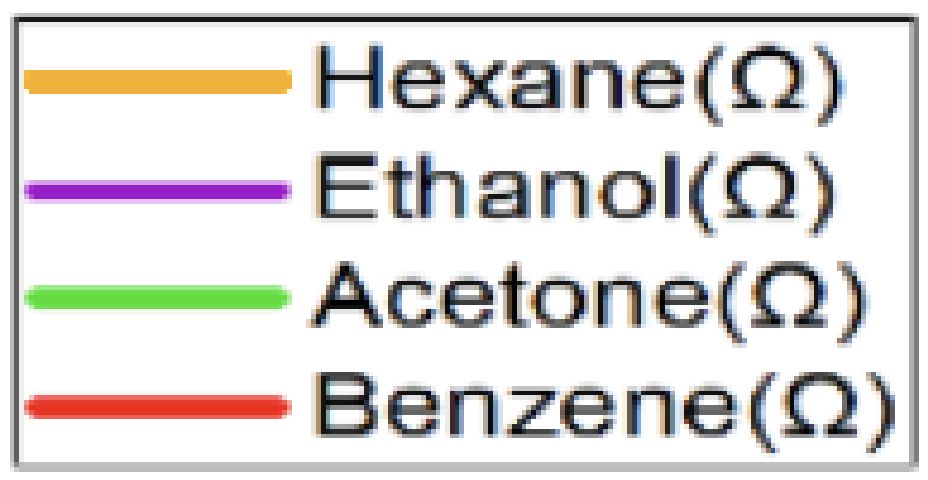 Hexane(Ω)
Ethanol(Ω)
Acetone(Ω)
Benzene(Ω)